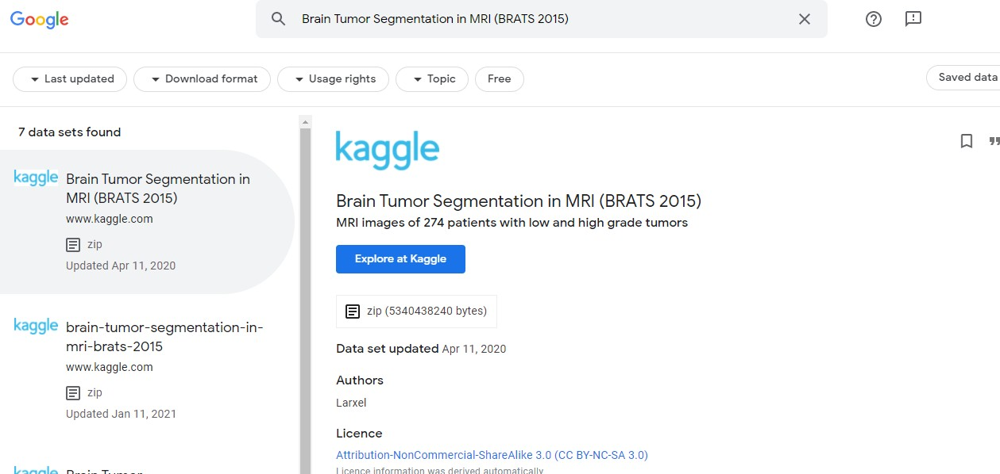 Google
Brain Tumor Segmentation in MRI (BRATS 2015)
Last updated
Download format
Usage rights
Topic
Free
Saved data
7 data sets found
kaggle
Brain Tumor Segmentation in
MRI (BRATS 2015)
www.kaggle.com
zip
Updated Apr 11, 2020
kaggle
brain-tumor-segmentation-in-
mri-brats-2015
www.kaggle.com
zip
Updated Jan 11, 2021
kaggle
Brain Tumor
kaggle
Brain Tumor Segmentation in MRI (BRATS 2015)
MRI images of 274 patients with low and high grade tumors
Explore at Kaggle
zip (5340438240 bytes)
Data set updated Apr 11, 2020
Authors
Larxel
Licence
Attribution-NonCommercial-ShareAlike 3.0 (CC BY-NC-SA 3.0)
Licence information was derived automatically